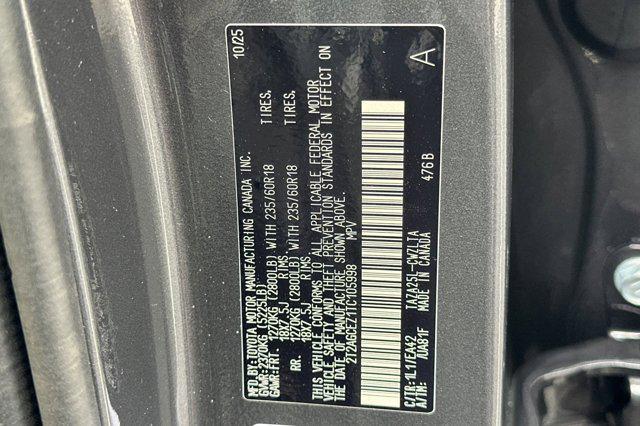 MFD.BY:TOYOTA MOTOR MANUFACTURING CANADA INC. 10/25
GVWR:2370KG (5225LB)
GAWR:FRT. 1270KG (2800LB) WITH 235/60R18 TIRES,
18X7.5J RIMS
RR. 1270KG (2800LB) WITH 235/60R18 TIRES,
18X7.5J RIMS
THIS VEHICLE CONFORMS TO ALL APPLICABLE FEDERAL MOTOR
VEHICLE SAFETY AND THEFT PREVENTION STANDARDS IN EFFECT ON
THE DATE OF MANUFACTURE SHOWN ABOVE.
MPV
C/TR:1L1/EA42 TAZA25L-CWZLTA 476B A
A/TM: /UA81F MADE IN CANADA